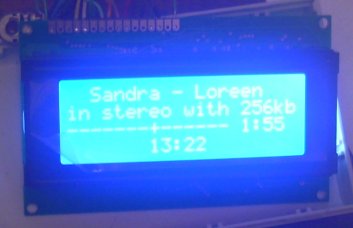 Sandra - Loreen
in stereo with 256kb
-------+------ 1:55
13:22